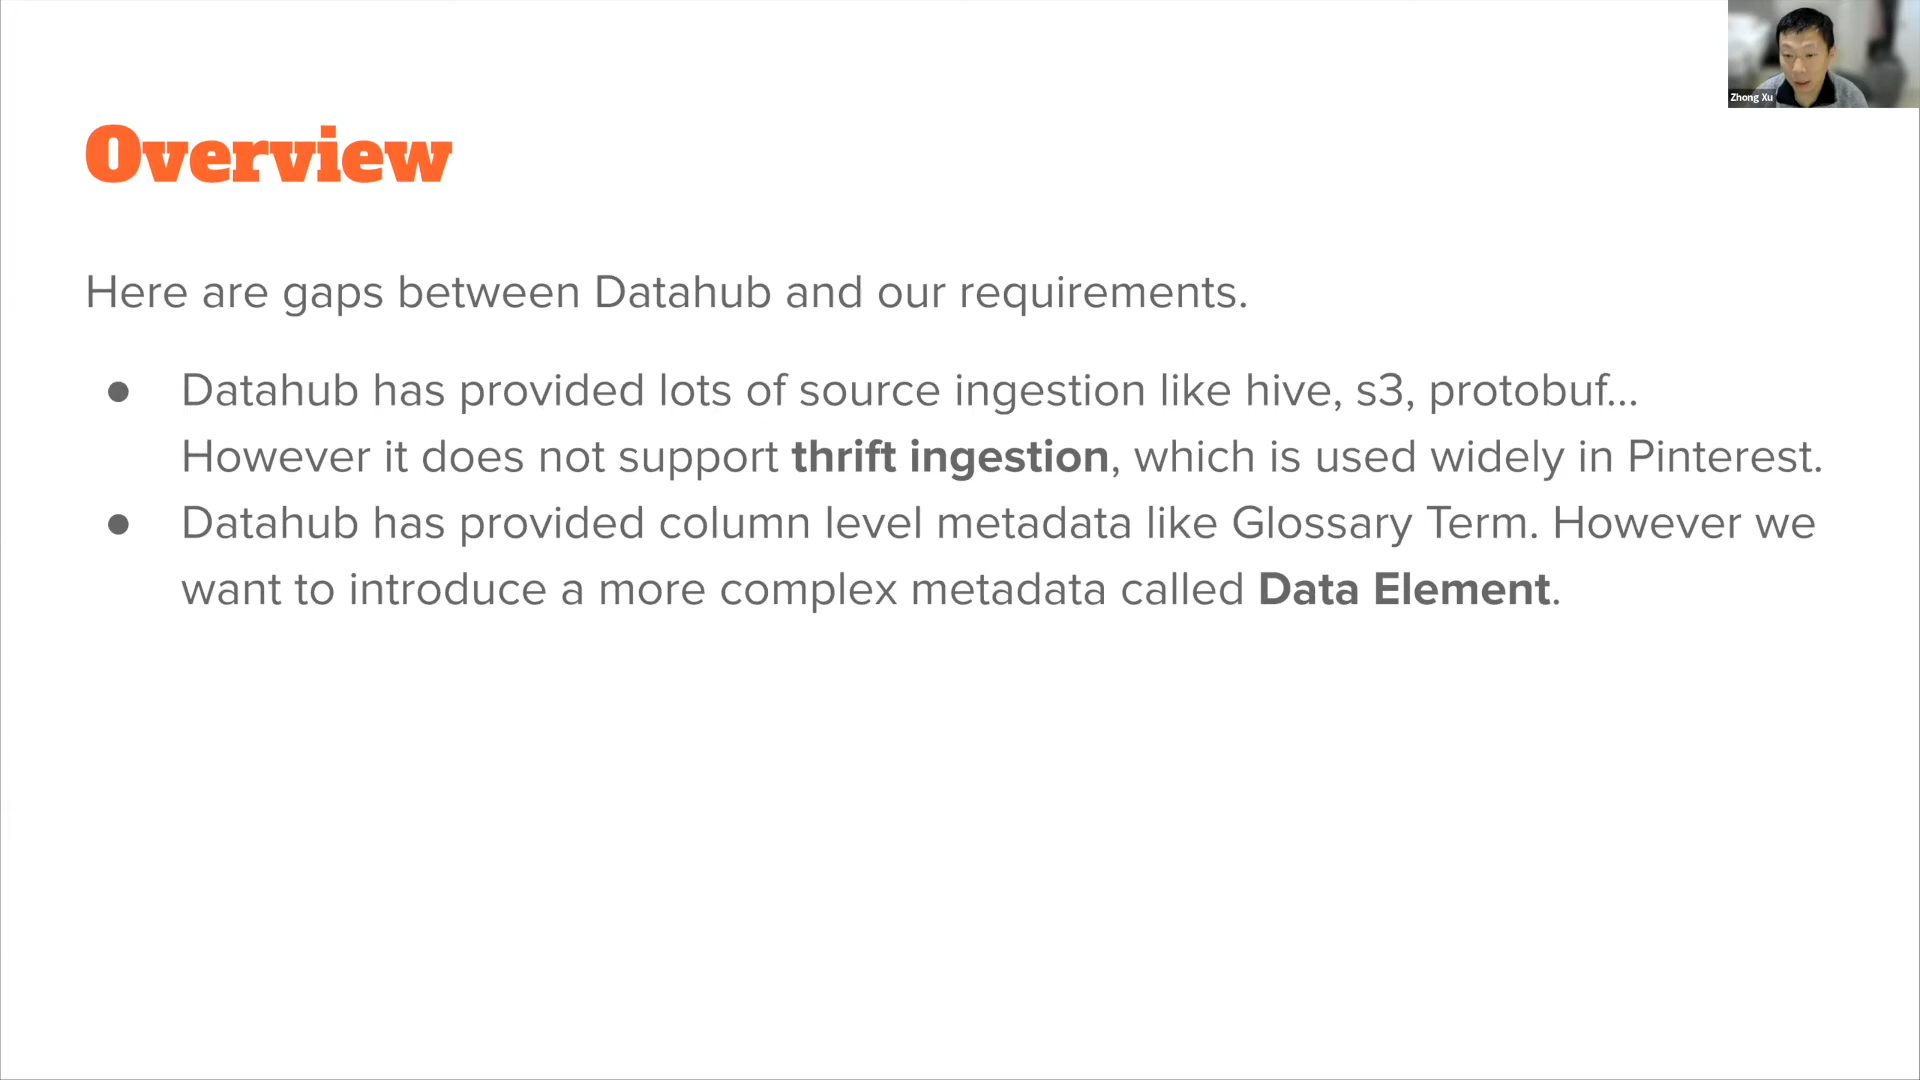 Zhong Xu
Overview
Here are gaps between Datahub and our requirements.
● Datahub has provided lots of source ingestion like hive, s3, protobuf...
However it does not support thrift ingestion, which is used widely in Pinterest.
● Datahub has provided column level metadata like Glossary Term. However we
want to introduce a more complex metadata called Data Element.